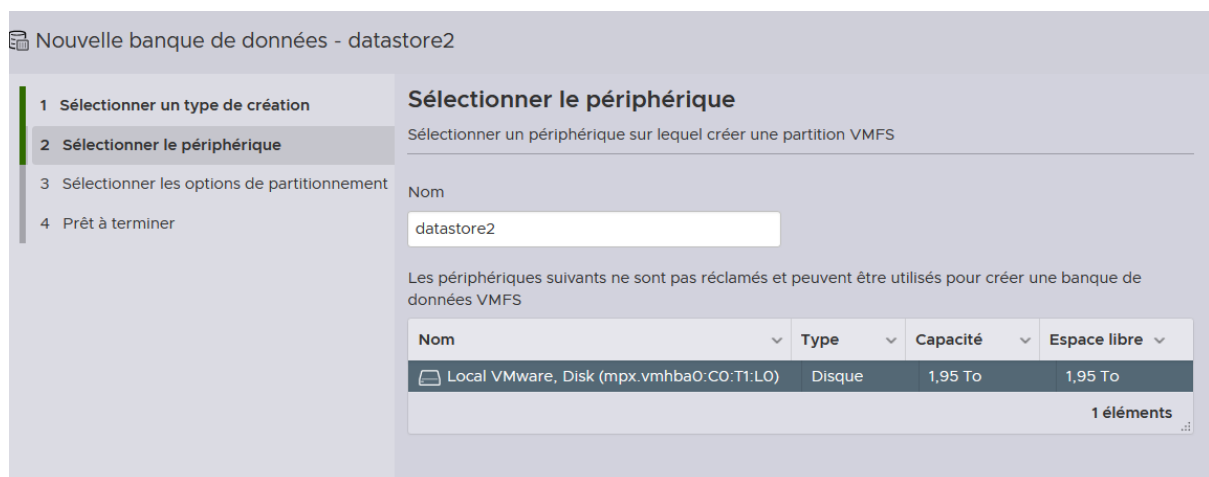 Nouvelle banque de données - datastore2
1 Sélectionner un type de création
2 Sélectionner le périphérique
3 Sélectionner les options de partitionnement
4 Prêt à terminer
Sélectionner le périphérique
Sélectionner un périphérique sur lequel créer une partition VMFS
Nom
datastore2
Les périphériques suivants ne sont pas réclamés et peuvent être utilisés pour créer une banque de
données VMFS
Nom Type Capacité Espace libre
Local VMware, Disk (mpx.vmhba0:C0:T1:L0) Disque 1,95 To 1,95 To
1 éléments